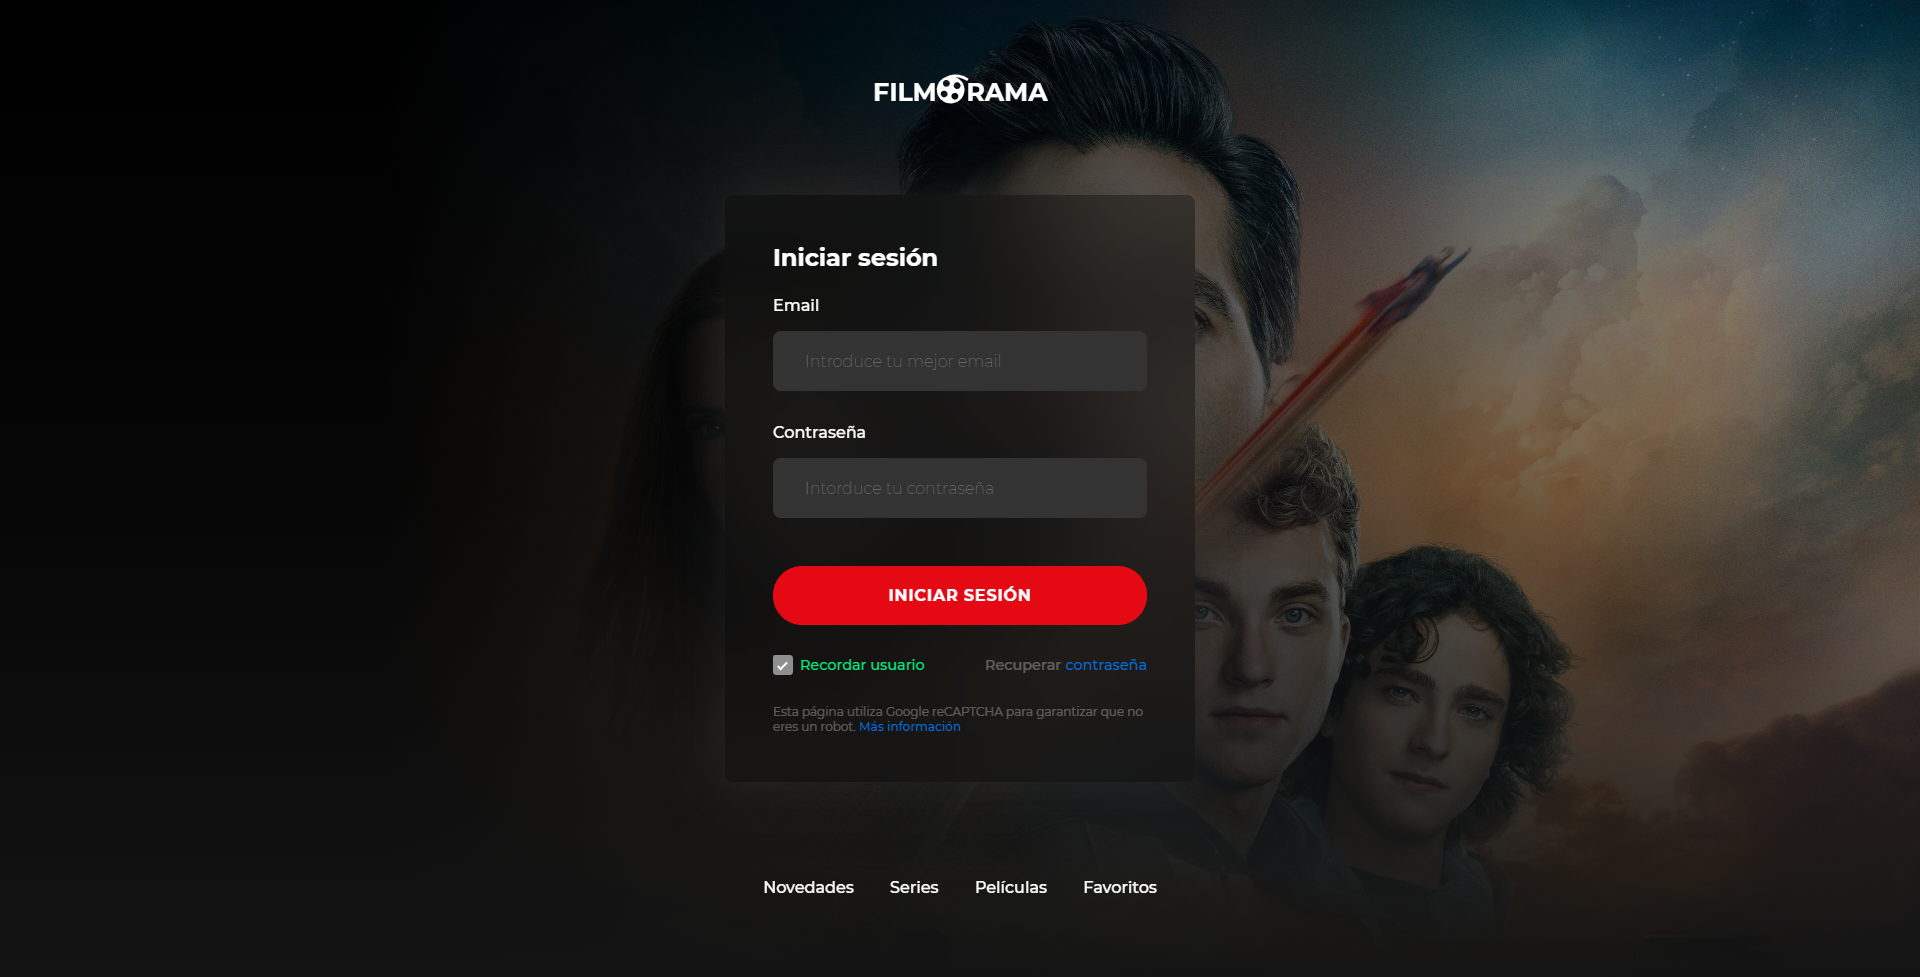 FILMORAMA
Iniciar sesión
Email
Introduce tu mejor email
Contraseña
Intorduce tu contraseña
INICIAR SESIÓN
Recordar usuario Recuperar contraseña
Esta página utiliza Google reCAPTCHA para garantizar que no
eres un robot. Más información
Novedades Series Películas Favoritos